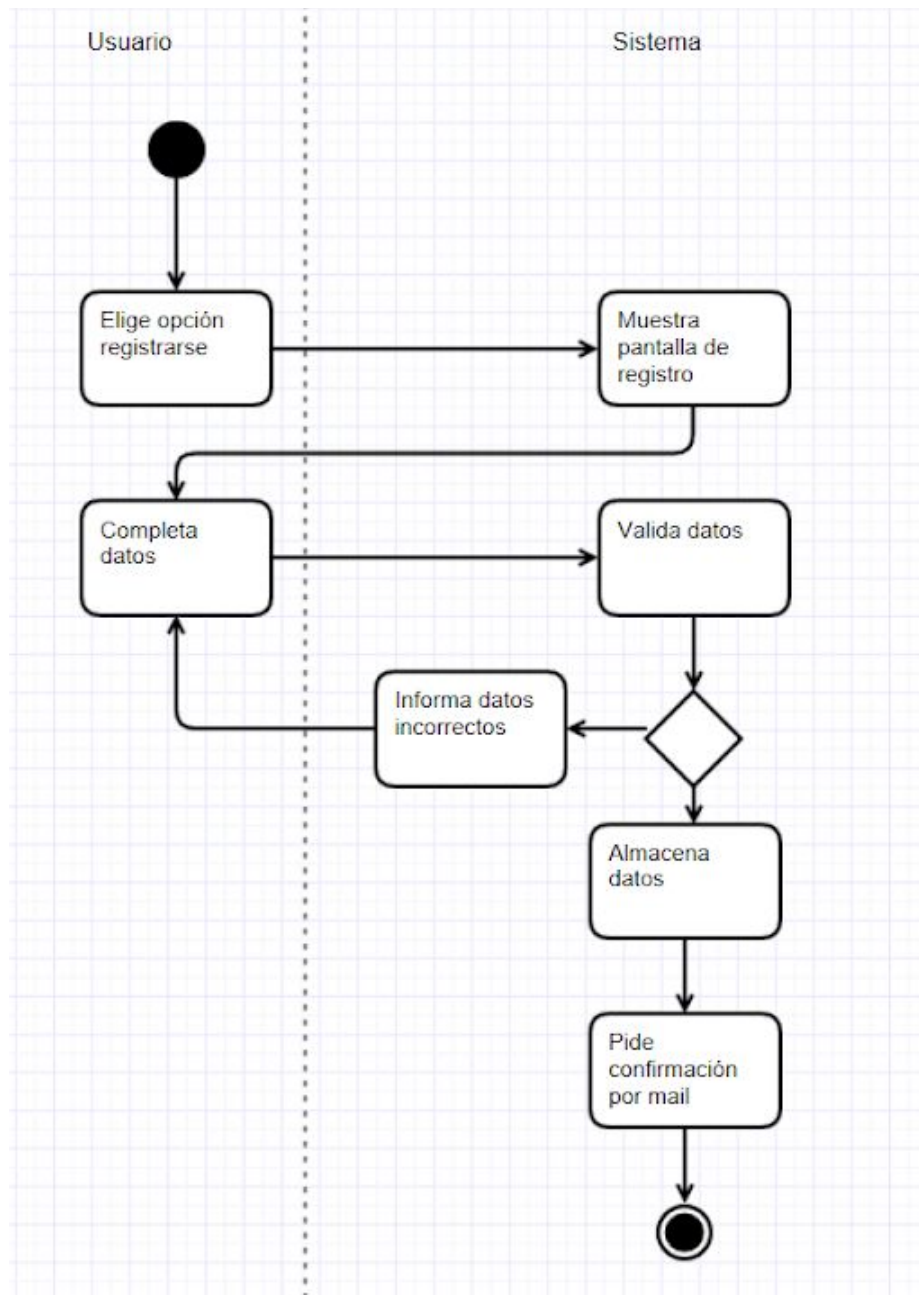 Usuario
Sistema
Elige opción
registrarse
Muestra
pantalla de
registro
Completa
datos
Valida datos
Informa datos
incorrectos
Almacena
datos
Pide
confirmación
por mail